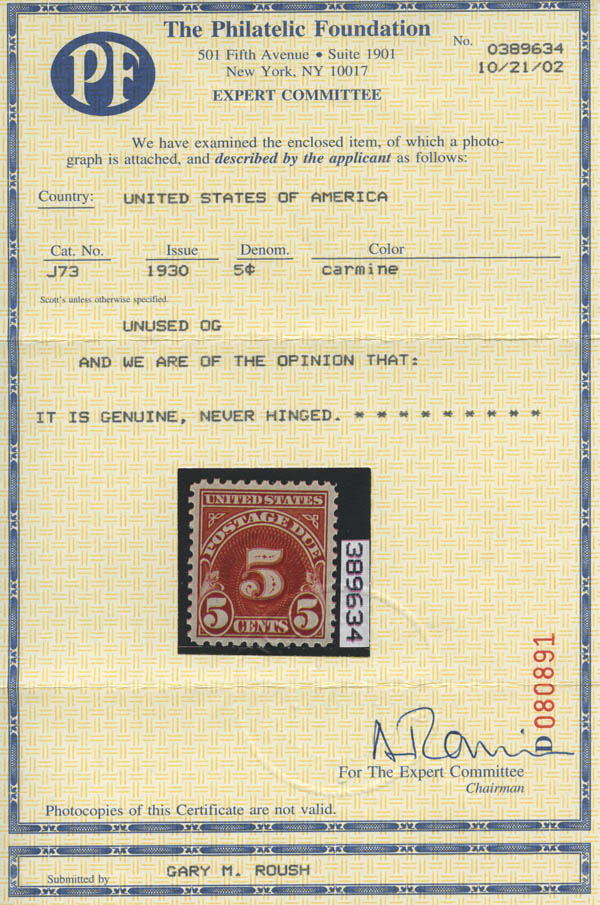 PF
The Philatelic Foundation
501 Fifth Avenue • Suite 1901
New York, NY 10017
EXPERT COMMITTEE
No. 0389634
10/21/02
We have examined the enclosed item, of which a photo-
graph is attached, and described by the applicant as follows:
Country: UNITED STATES OF AMERICA
Cat. No. Issue Denom. Color
J73 1930 5¢ carmine
Scott's unless otherwise specified.
UNUSED OG
AND WE ARE OF THE OPINION THAT:
IT IS GENUINE, NEVER HINGED. * * * * * * * * *
UNITED STATES
POSTAGE DUE
5
5 CENTS 5
389634
D080891
For The Expert Committee
Chairman
Photocopies of this Certificate are not valid.
Submitted by GARY M. ROUSH